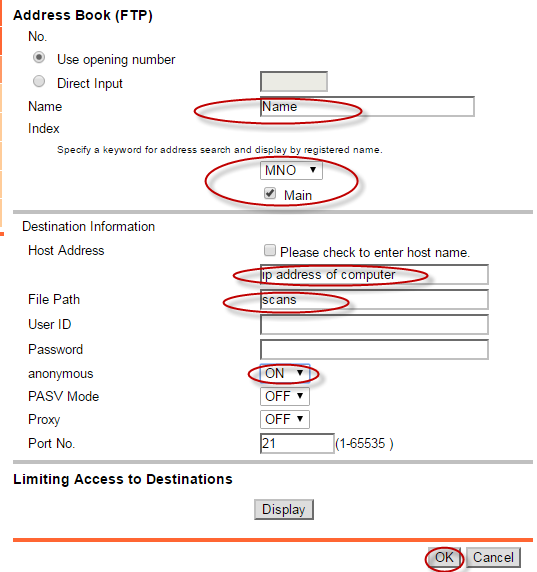 Address Book (FTP)
No.
Use opening number
Direct Input
Name Name
Index
Specify a keyword for address search and display by registered name.
MNO
Main
Destination Information
Host Address Please check to enter host name.
ip address of computer
File Path scans
User ID
Password
anonymous ON
PASV Mode OFF
Proxy OFF
Port No. 21 (1-65535 )
Limiting Access to Destinations
Display
OK Cancel